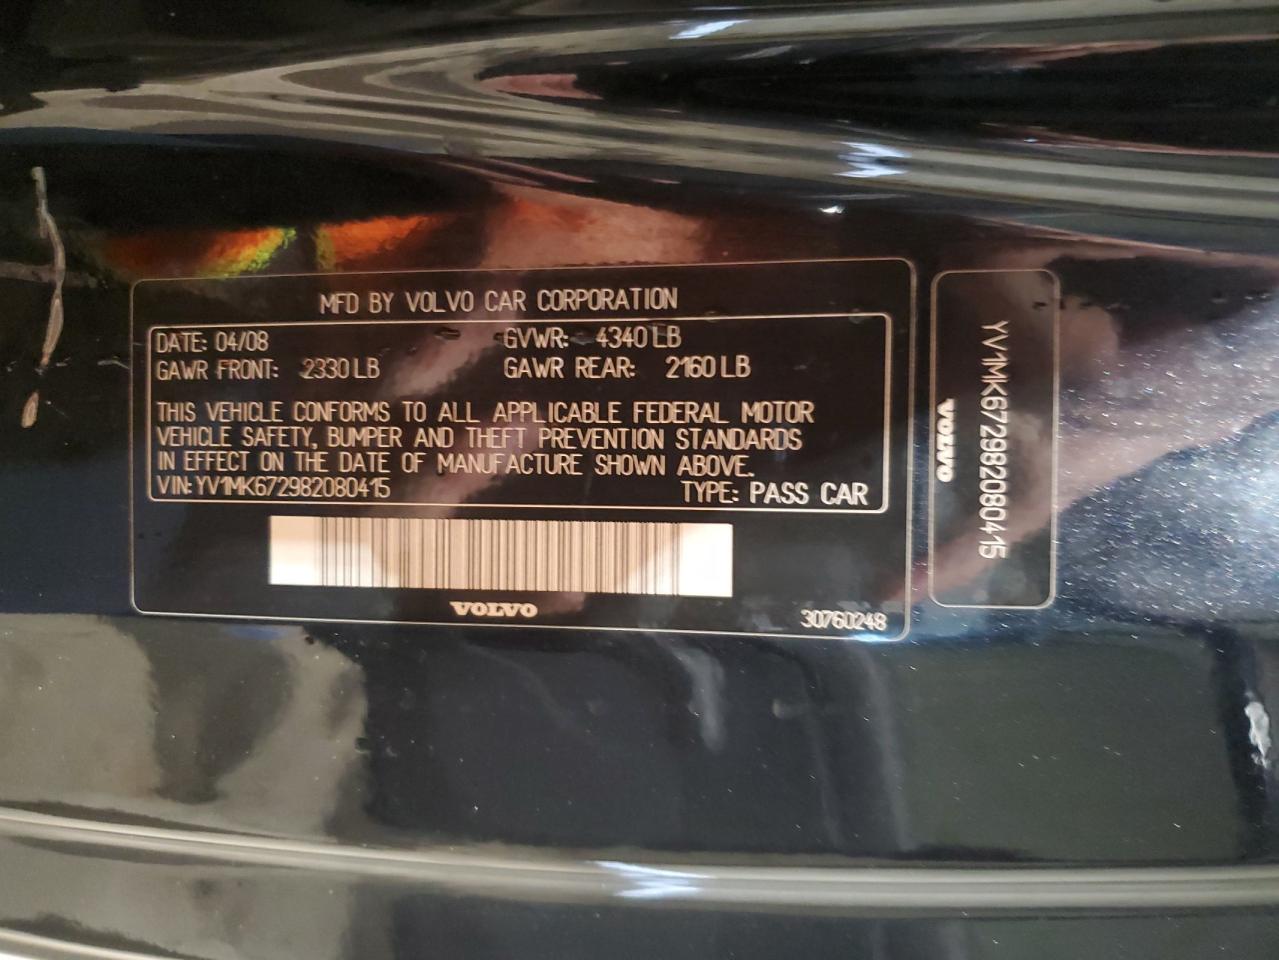 MFD BY VOLVO CAR CORPORATION
DATE: 04/08 GVWR: 4340 LB
GAWR FRONT: 2330 LB GAWR REAR: 2160 LB
THIS VEHICLE CONFORMS TO ALL APPLICABLE FEDERAL MOTOR
VEHICLE SAFETY, BUMPER AND THEFT PREVENTION STANDARDS
IN EFFECT ON THE DATE OF MANUFACTURE SHOWN ABOVE.
VIN: YV1MK672982080415 TYPE: PASS CAR
VOLVO
30760248
YV1MK672982080415
VOLVO